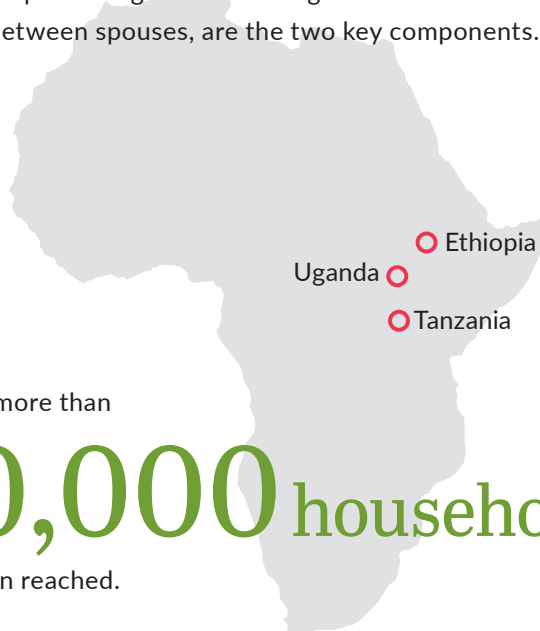 etween spouses, are the two key components.
Ethiopia
Uganda
Tanzania
more than
0,000 househo
n reached.